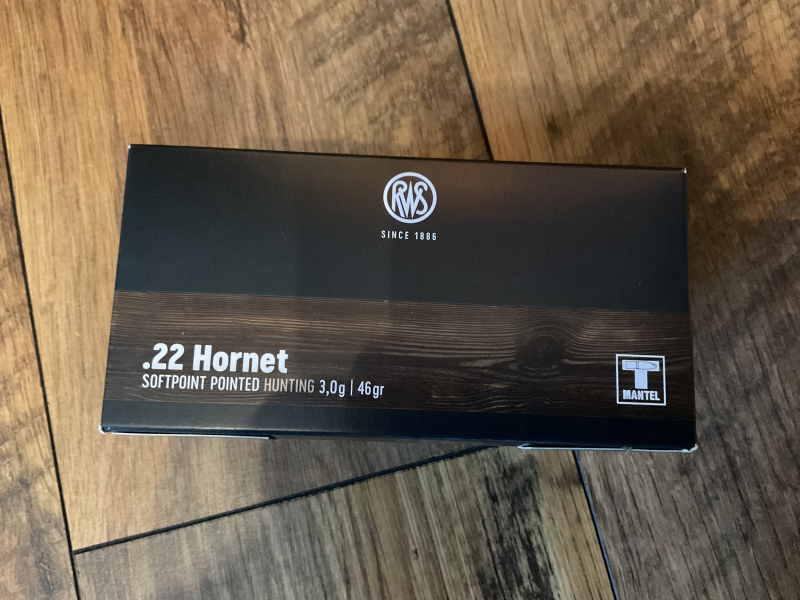 RWS
SINCE 1886
.22 Hornet
SOFTPOINT POINTED HUNTING 3,0g | 46gr
T
MANTEL